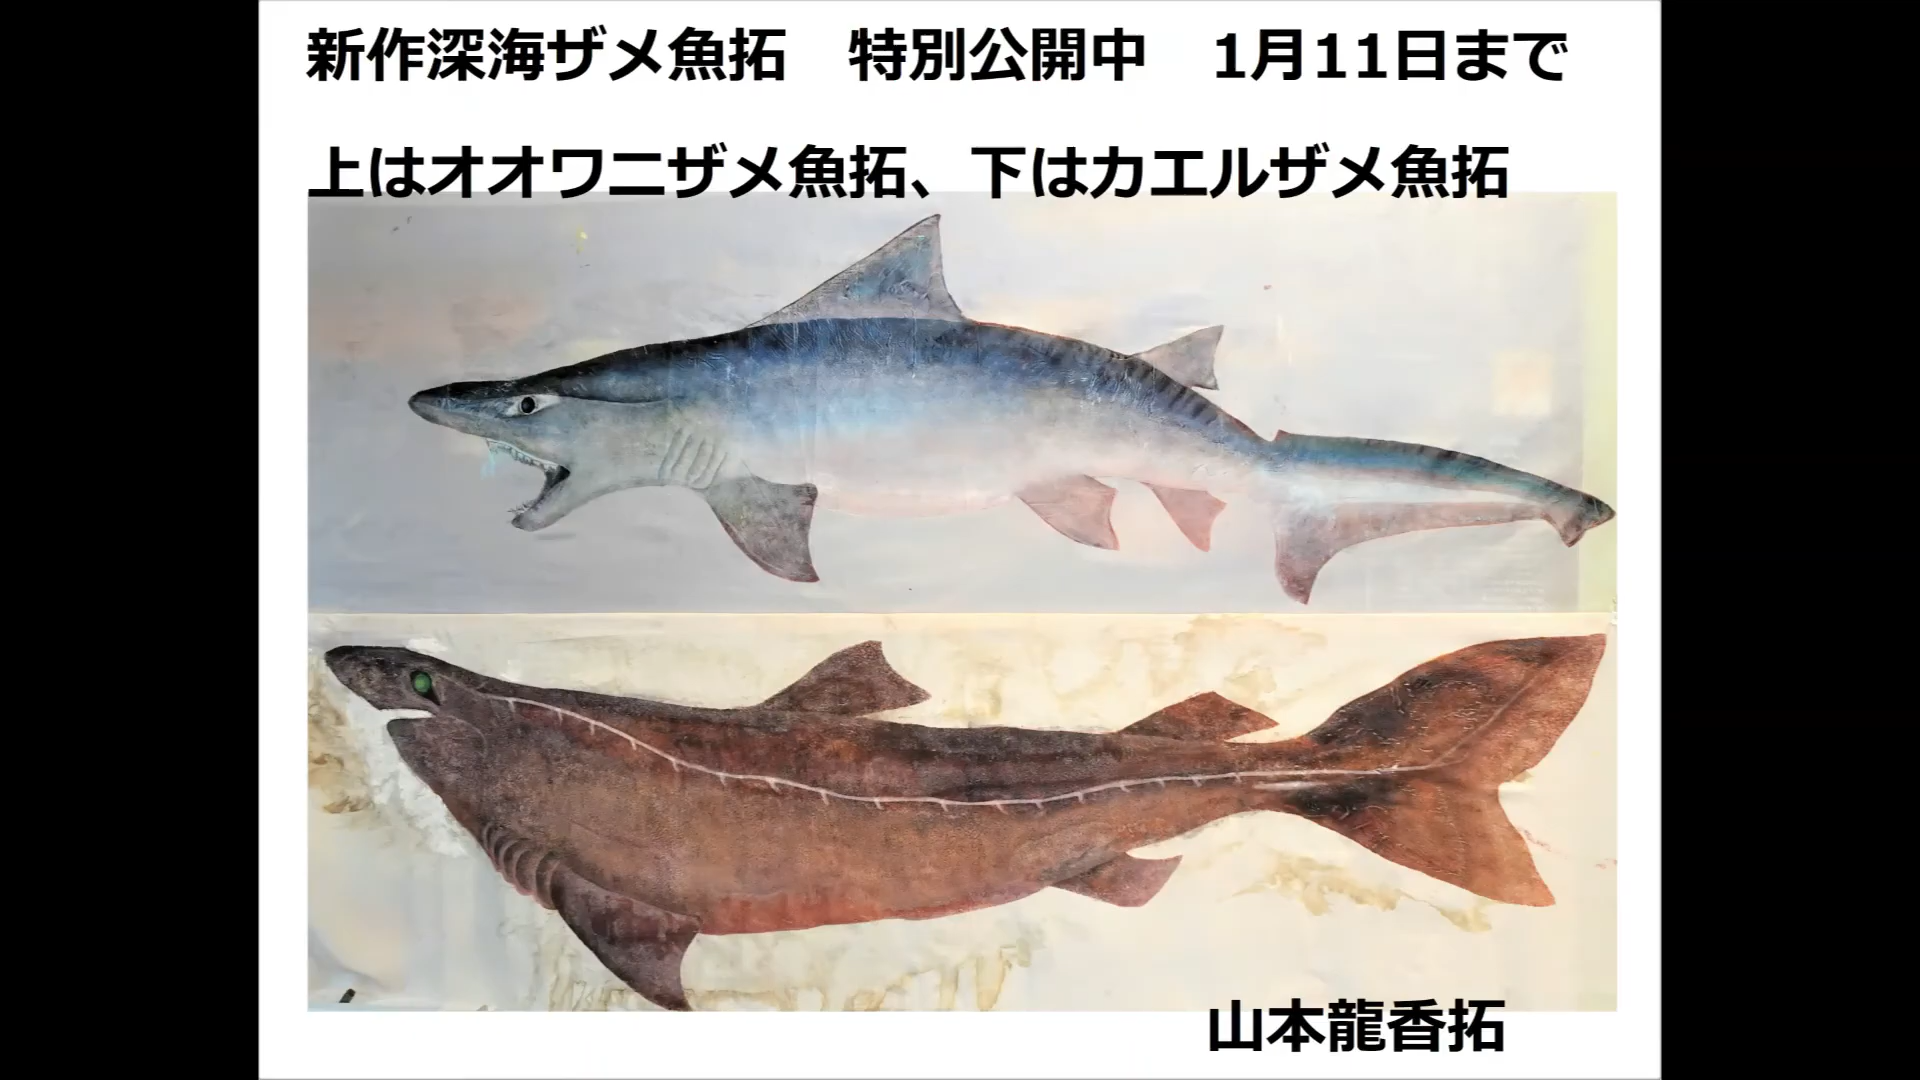 新作深海ザメ魚拓　特別公開中　1月11日まで
上はオオワニザメ魚拓、下はカエルザメ魚拓
山本龍香拓